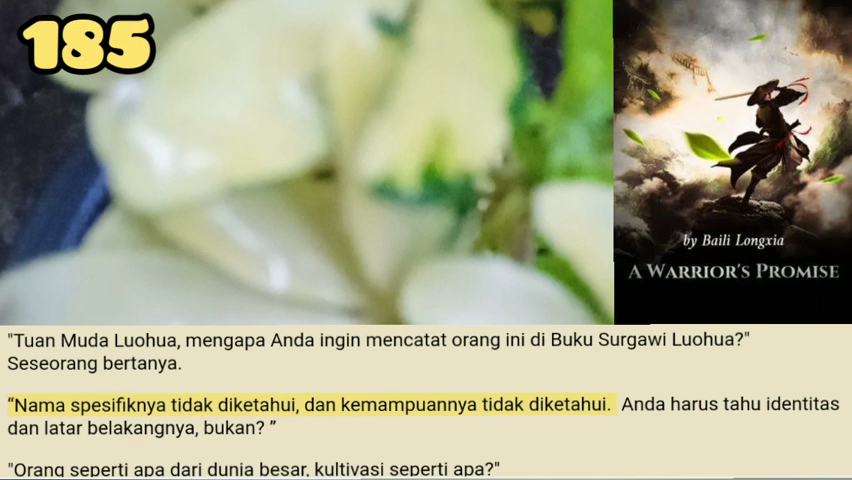 185
by Baili Longxia
A WARRIOR'S PROMISE
"Tuan Muda Luohua, mengapa Anda ingin mencatat orang ini di Buku Surgawi Luohua?"
Seseorang bertanya.
“Nama spesifiknya tidak diketahui, dan kemampuannya tidak diketahui. Anda harus tahu identitas
dan latar belakangnya, bukan? ”
"Orang seperti apa dari dunia besar, kultivasi seperti apa?"